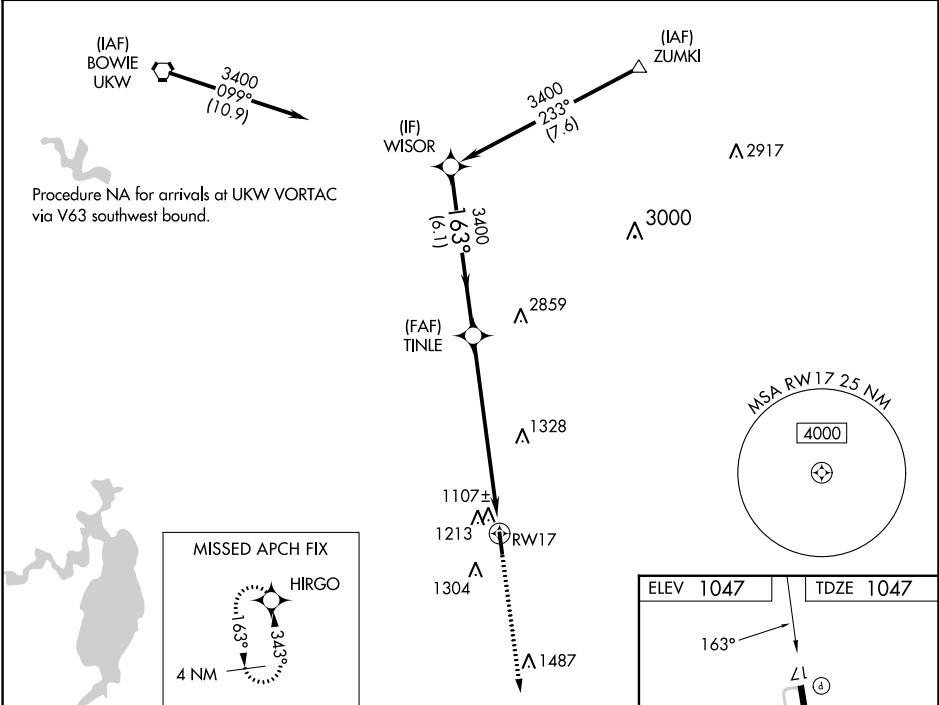 (IAF)
BOWIE
UKW
3400
099°
(10.9)
(IAF)
ZUMKI
3400
233°
(7.6)
(IF)
WISOR
2917
Procedure NA for arrivals at UKW VORTAC
via V63 southwest bound.
3000
3400
163°
(6.1)
2859
(FAF)
TINLE
MSA RW17 25 NM
4000
1328
1107±
1213
RW17
1304
1487
MISSED APCH FIX
HIRGO
163°
343°
4 NM
ELEV 1047
TDZE 1047
163°
17
P